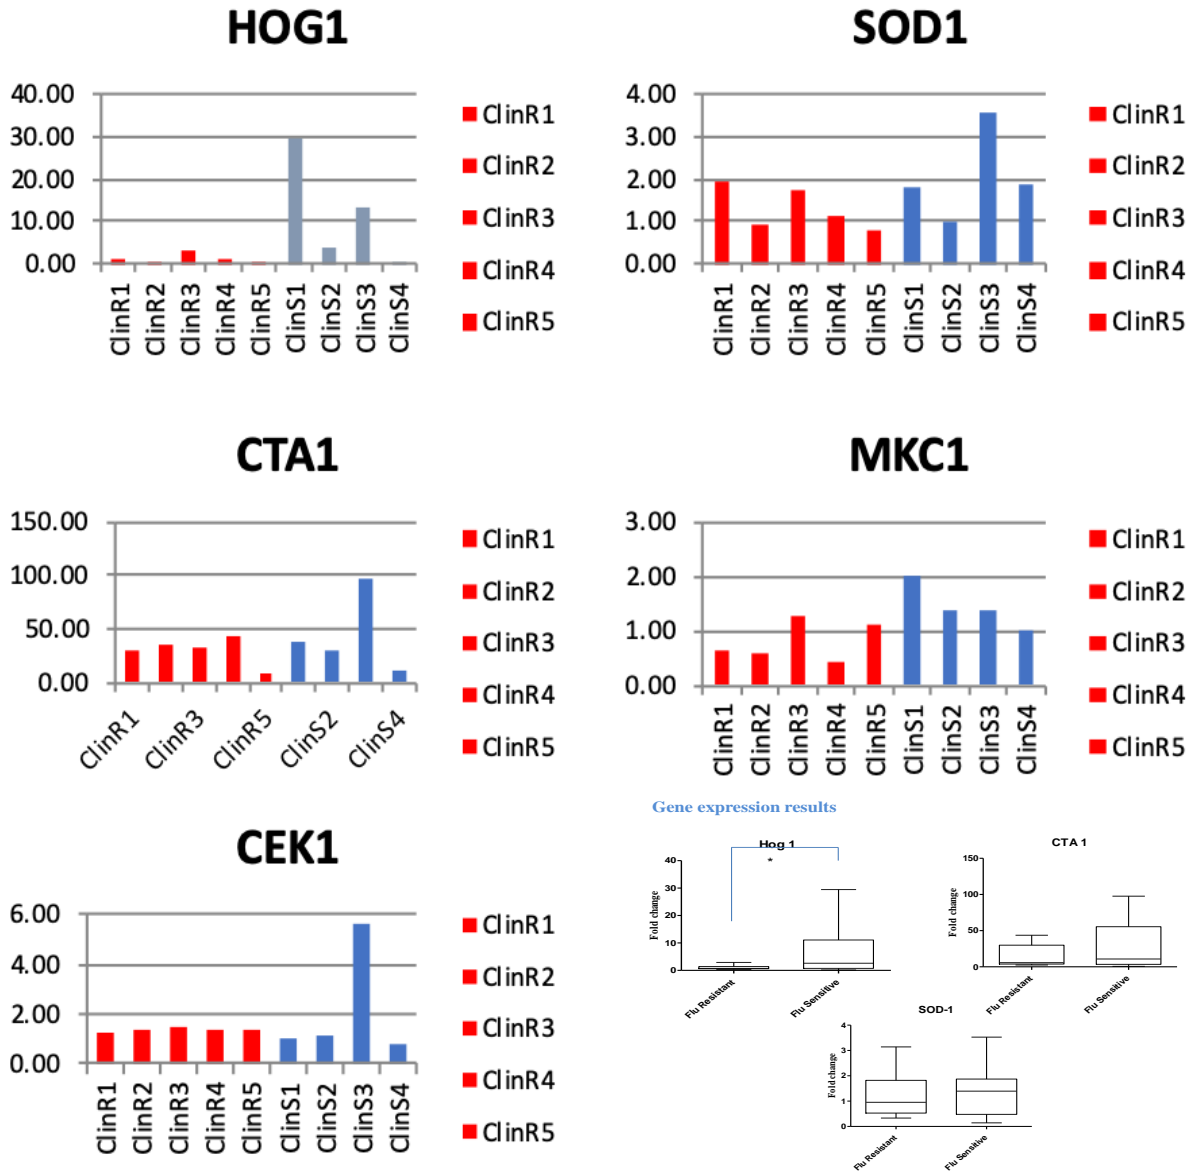 HOG1
40.00
30.00
20.00
10.00
0.00
ClinR1
ClinR2
ClinR3
ClinR4
ClinR5
ClinS1
ClinS2
ClinS3
ClinS4
ClinR1
ClinR2
ClinR3
ClinR4
ClinR5
SOD1
4.00
3.00
2.00
1.00
0.00
ClinR1
ClinR2
ClinR3
ClinR4
ClinR5
ClinS1
ClinS2
ClinS3
ClinS4
ClinR1
ClinR2
ClinR3
ClinR4
ClinR5
CTA1
150.00
100.00
50.00
0.00
ClinR1
ClinR3
ClinR5
ClinS2
ClinS4
ClinR1
ClinR2
ClinR3
ClinR4
ClinR5
MKC1
3.00
2.00
1.00
0.00
ClinR1
ClinR2
ClinR3
ClinR4
ClinR5
ClinS1
ClinS2
ClinS3
ClinS4
ClinR1
ClinR2
ClinR3
ClinR4
ClinR5
CEK1
6.00
4.00
2.00
0.00
ClinR1
ClinR2
ClinR3
ClinR4
ClinR5
ClinS1
ClinS2
ClinS3
ClinS4
ClinR1
ClinR2
ClinR3
ClinR4
ClinR5
Gene expression results
Hog 1
*
Fold change
40
30
20
10
0
Flu Resistant
Flu Sensitive
CTA 1
Fold change
150
100
50
0
Flu Resistant
Flu Sensitive
SOD-1
Fold change
4
3
2
1
0
Flu Resistant
Flu Sensitive